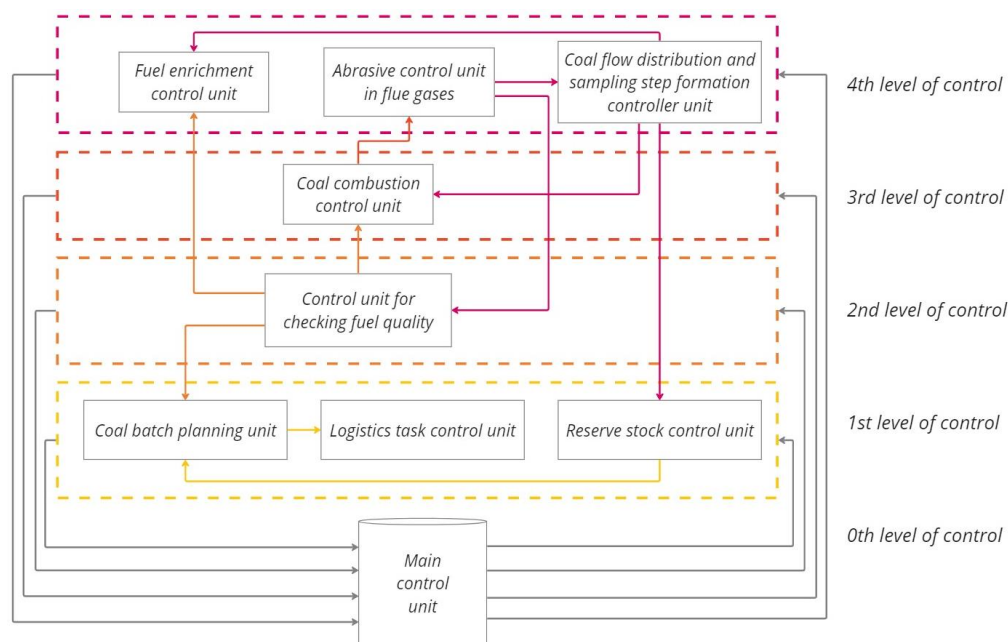 Fuel enrichment
control unit
Abrasive control unit
in flue gases
Coal flow distribution and
sampling step formation
controller unit
4th level of control
Coal combustion
control unit
3rd level of control
Control unit for
checking fuel quality
2nd level of control
Coal batch planning unit
Logistics task control unit
Reserve stock control unit
1st level of control
Main
control
unit
0th level of control